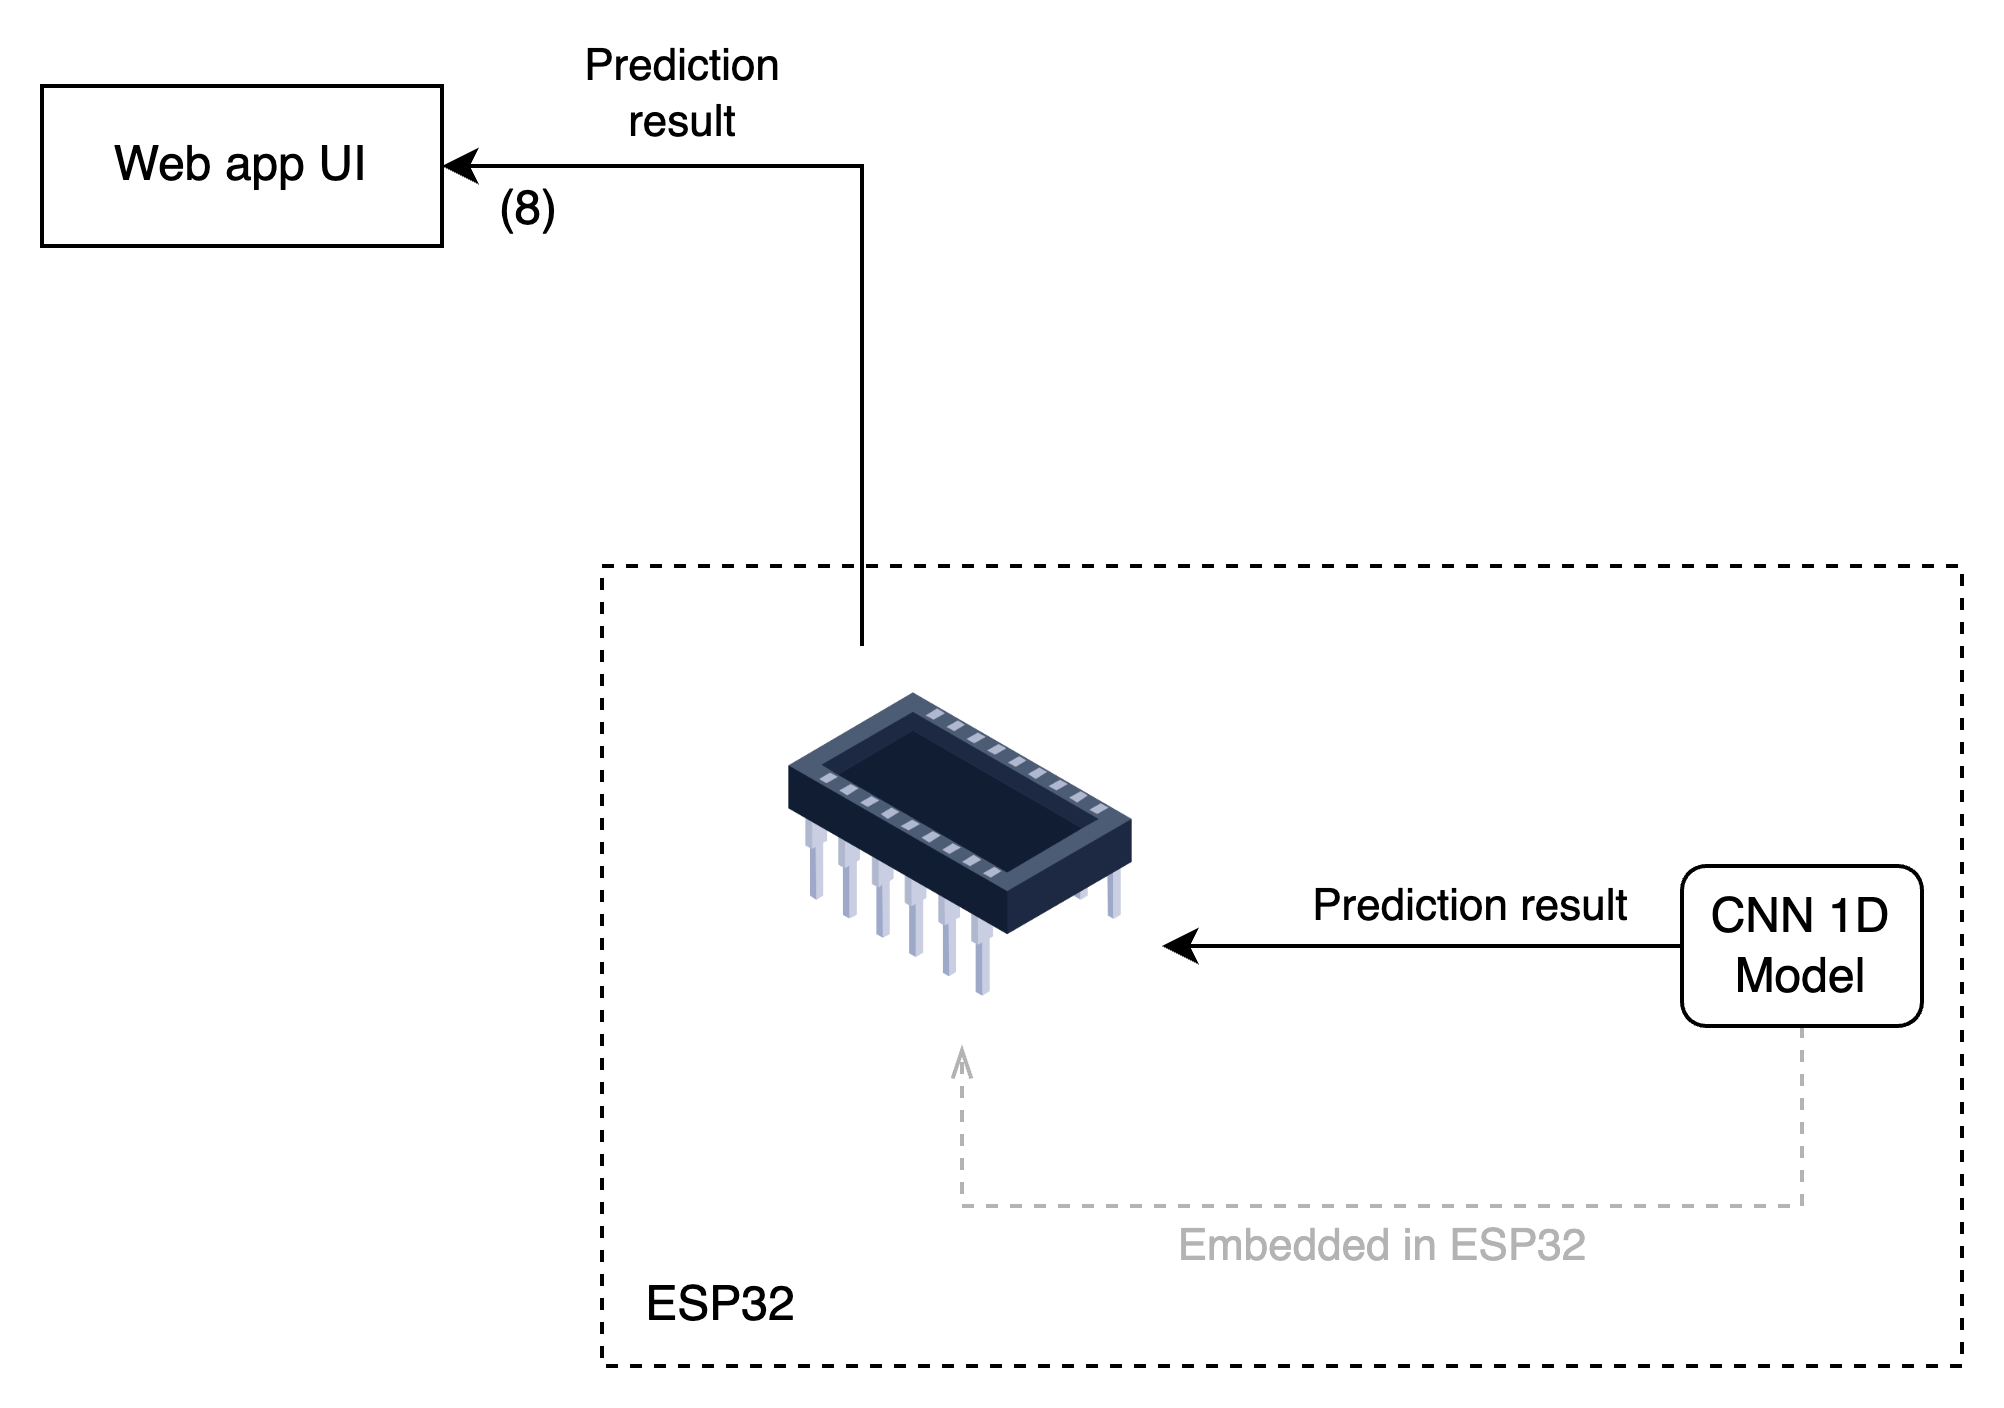 Prediction
result
Web app UI
(8)
Prediction result
CNN 1D
Model
Embedded in ESP32
ESP32